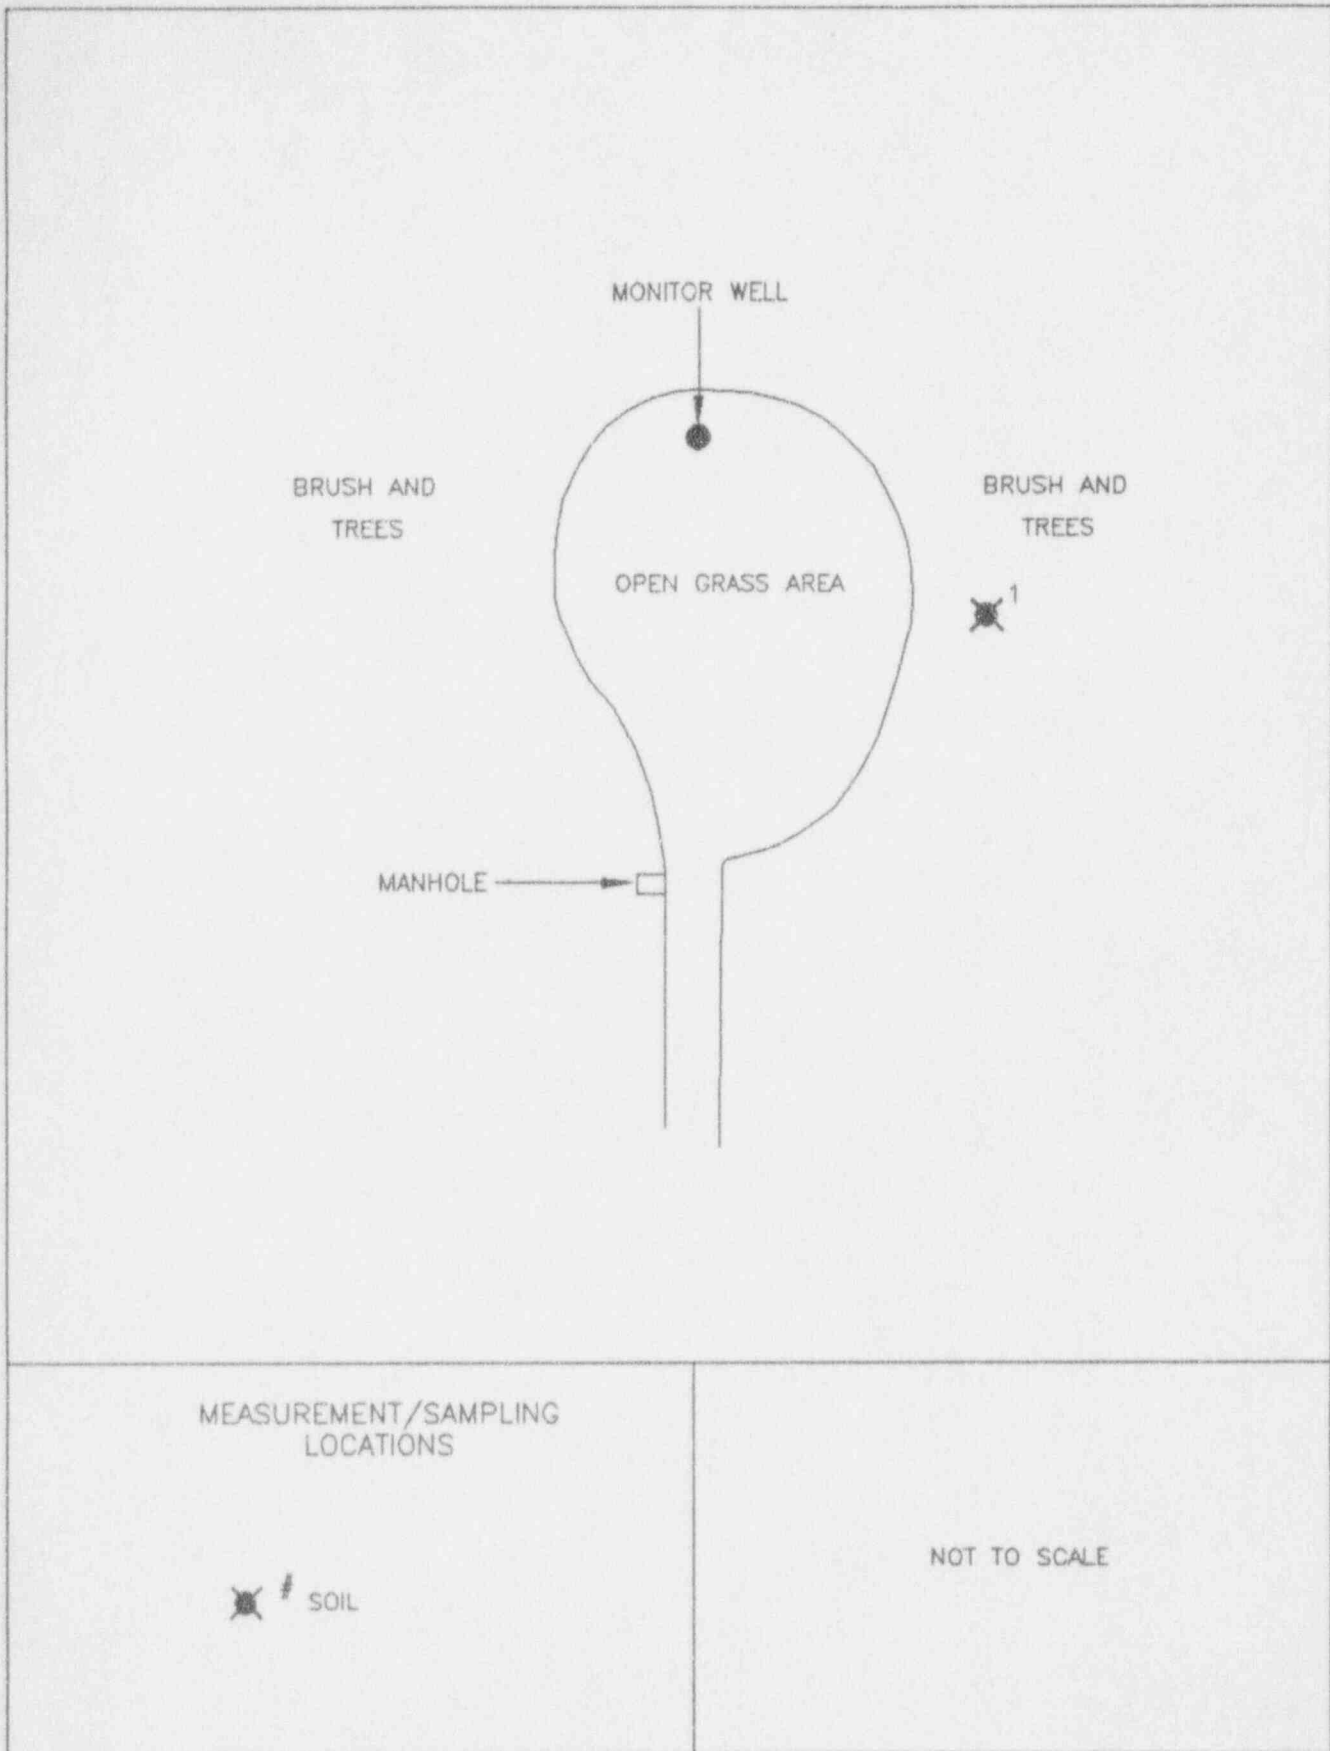 MONITOR WELL
BRUSH AND
TREES
BRUSH AND
TREES
OPEN GRASS AREA
1
MANHOLE
MEASUREMENT/SAMPLING
LOCATIONS
# SOIL
NOT TO SCALE